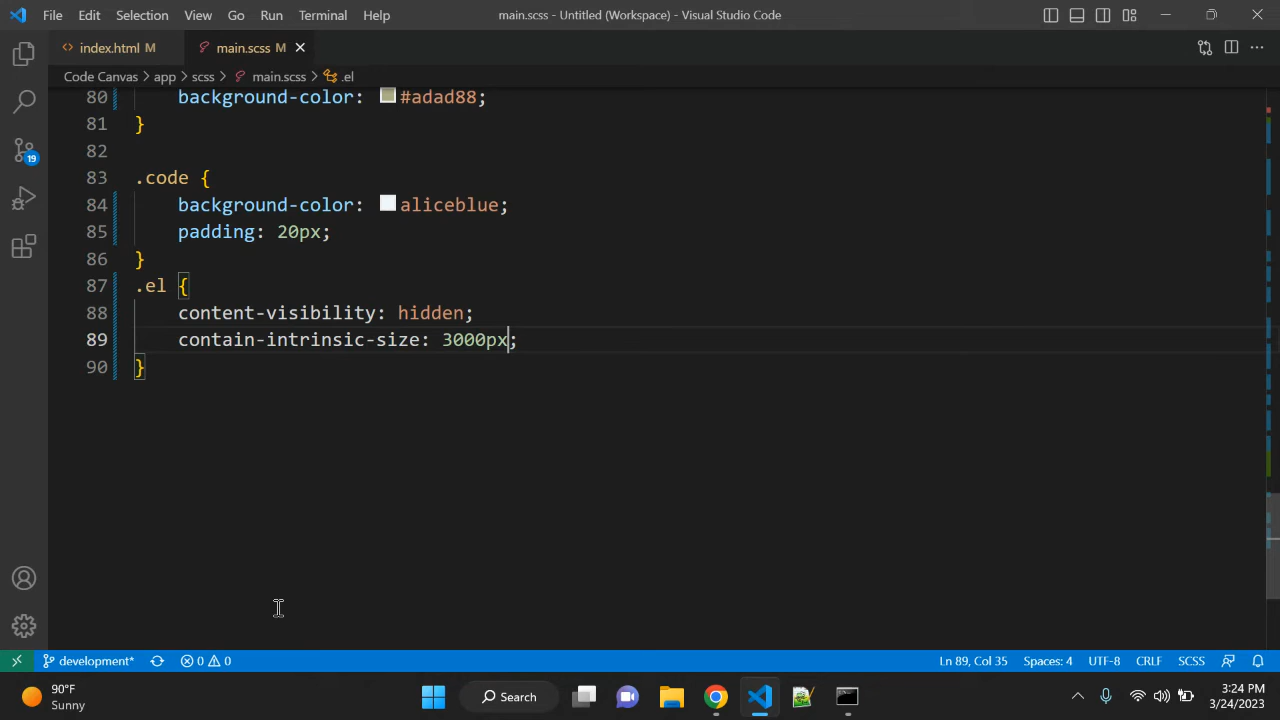 File Edit Selection View Go Run Terminal Help
main.scss - Untitled (Workspace) - Visual Studio Code
index.html M
main.scss M
Code Canvas > app > scss > main.scss > .el
80 background-color: #adad88;
81 }
82
83 .code {
84 background-color: aliceblue;
85 padding: 20px;
86 }
87 .el {
88 content-visibility: hidden;
89 contain-intrinsic-size: 3000px;
90 }
19
development* 0 0 Ln 89, Col 35 Spaces: 4 UTF-8 CRLF SCSS
90°F
Sunny
Search
3:24 PM
3/24/2023